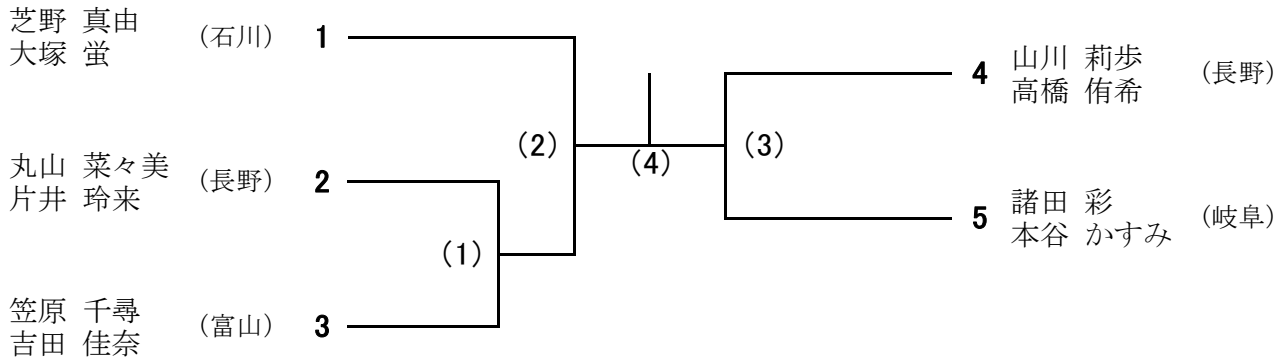 芝野 真由
大塚 蛍
(石川) 1
丸山 菜々美
片井 玲来
(長野) 2
笠原 千尋
吉田 佳奈
(富山) 3
(1)
(2)
(4)
(3)
4 山川 莉歩
高橋 侑希
(長野)
5 諸田 彩
本谷 かすみ
(岐阜)